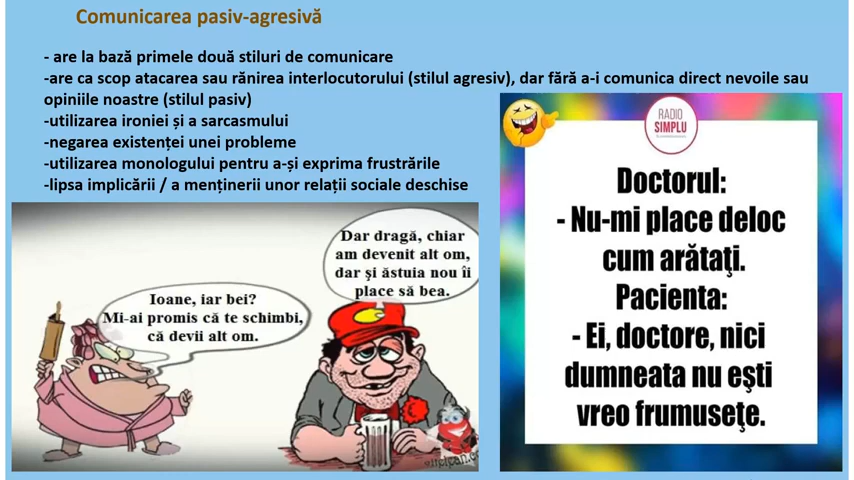 Comunicarea pasiv-agresivă
- are la bază primele două stiluri de comunicare
-are ca scop atacarea sau rănirea interlocutorului (stilul agresiv), dar fără a-i comunica direct nevoile sau
opiniile noastre (stilul pasiv)
-utilizarea ironiei și a sarcasmului
-negarea existenței unei probleme
-utilizarea monologului pentru a-și exprima frustrările
-lipsa implicării / a menținerii unor relații sociale deschise
Ioane, iar bei?
Mi-ai promis că te schimbi,
că devii alt om.
Dar dragă, chiar
am devenit alt om,
dar și ăstuia nou îi
place să bea.
RADIO
SIMPLU
Doctorul:
- Nu-mi place deloc
cum arătaţi.
Pacienta:
- Ei, doctore, nici
dumneata nu eşti
vreo frumuseţe.